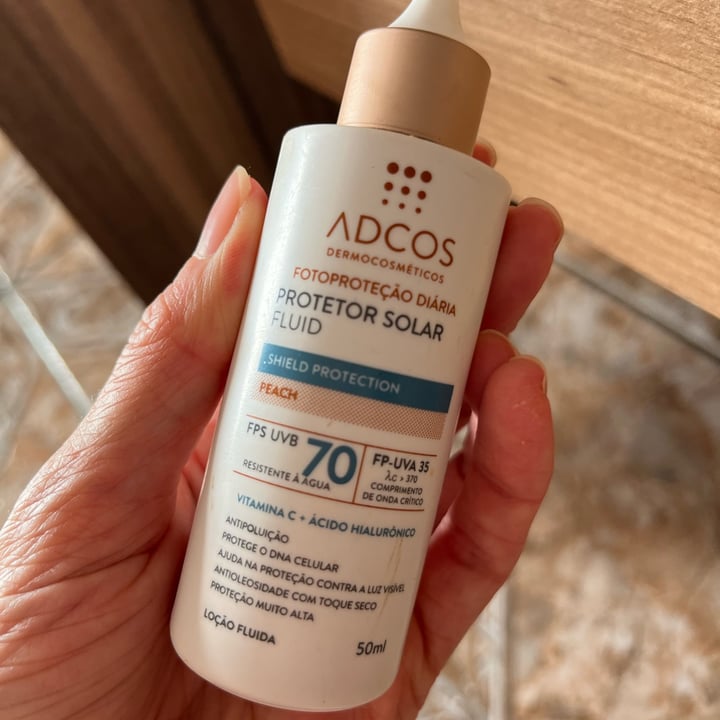 ADCOS
DERMOCOSMÉTICOS
FOTOPROTEÇÃO DIÁRIA
PROTETOR SOLAR
FLUID
.SHIELD PROTECTION
PEACH
FPS UVB 70
RESISTENTE À ÁGUA
FP-UVA 35
λc > 370
COMPRIMENTO
DE ONDA CRÍTICO
VITAMINA C + ÁCIDO HIALURÔNICO
ANTIPOLUIÇÃO
PROTEGE O DNA CELULAR
AJUDA NA PROTEÇÃO CONTRA A LUZ VISÍVEL
ANTIOLEOSIDADE COM TOQUE SECO
PROTEÇÃO MUITO ALTA
LOÇÃO FLUIDA
50ml